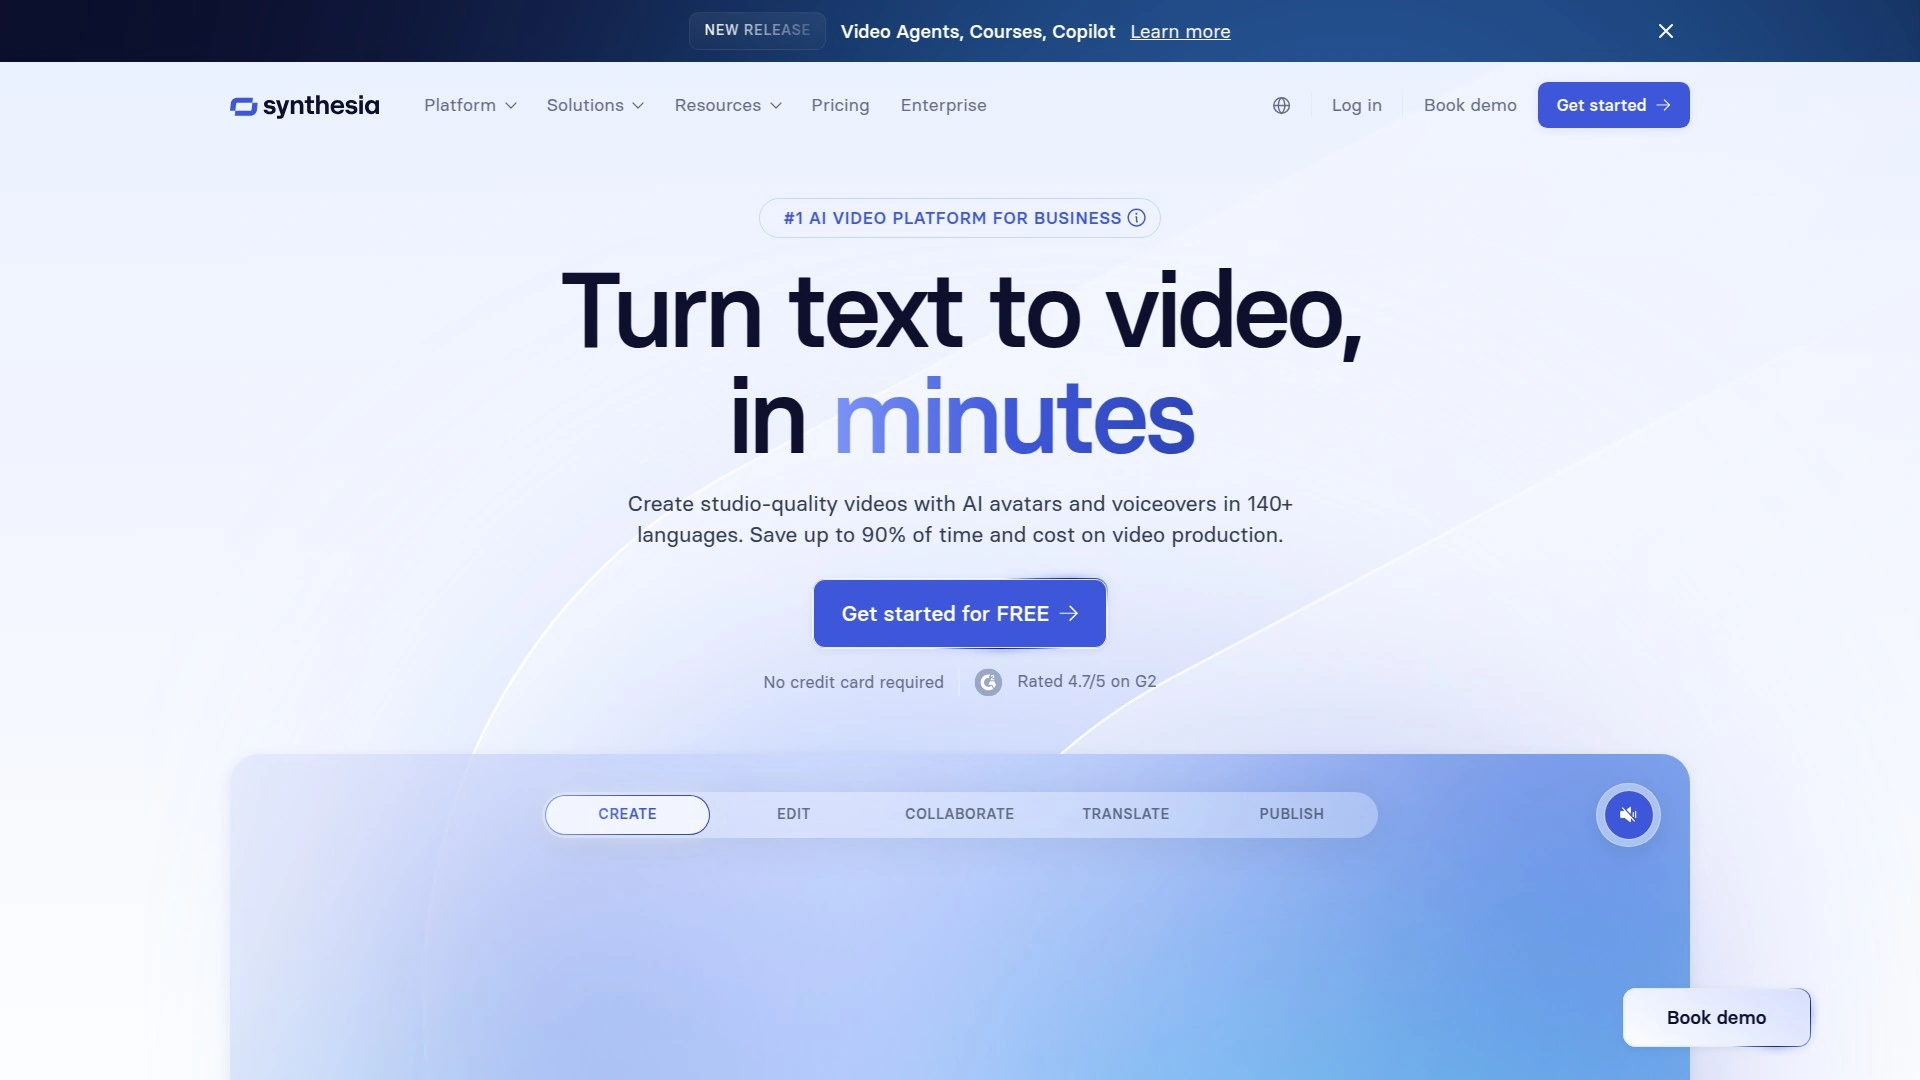 NEW RELEASE
Video Agents, Courses, Copilot Learn more
synthesia
Platform
Solutions
Resources
Pricing
Enterprise
Log in
Book demo
Get started
#1 AI VIDEO PLATFORM FOR BUSINESS
Turn text to video,
in minutes
Create studio-quality videos with AI avatars and voiceovers in 140+
languages. Save up to 90% of time and cost on video production.
Get started for FREE
No credit card required
Rated 4.7/5 on G2
CREATE
EDIT
COLLABORATE
TRANSLATE
PUBLISH
Book demo